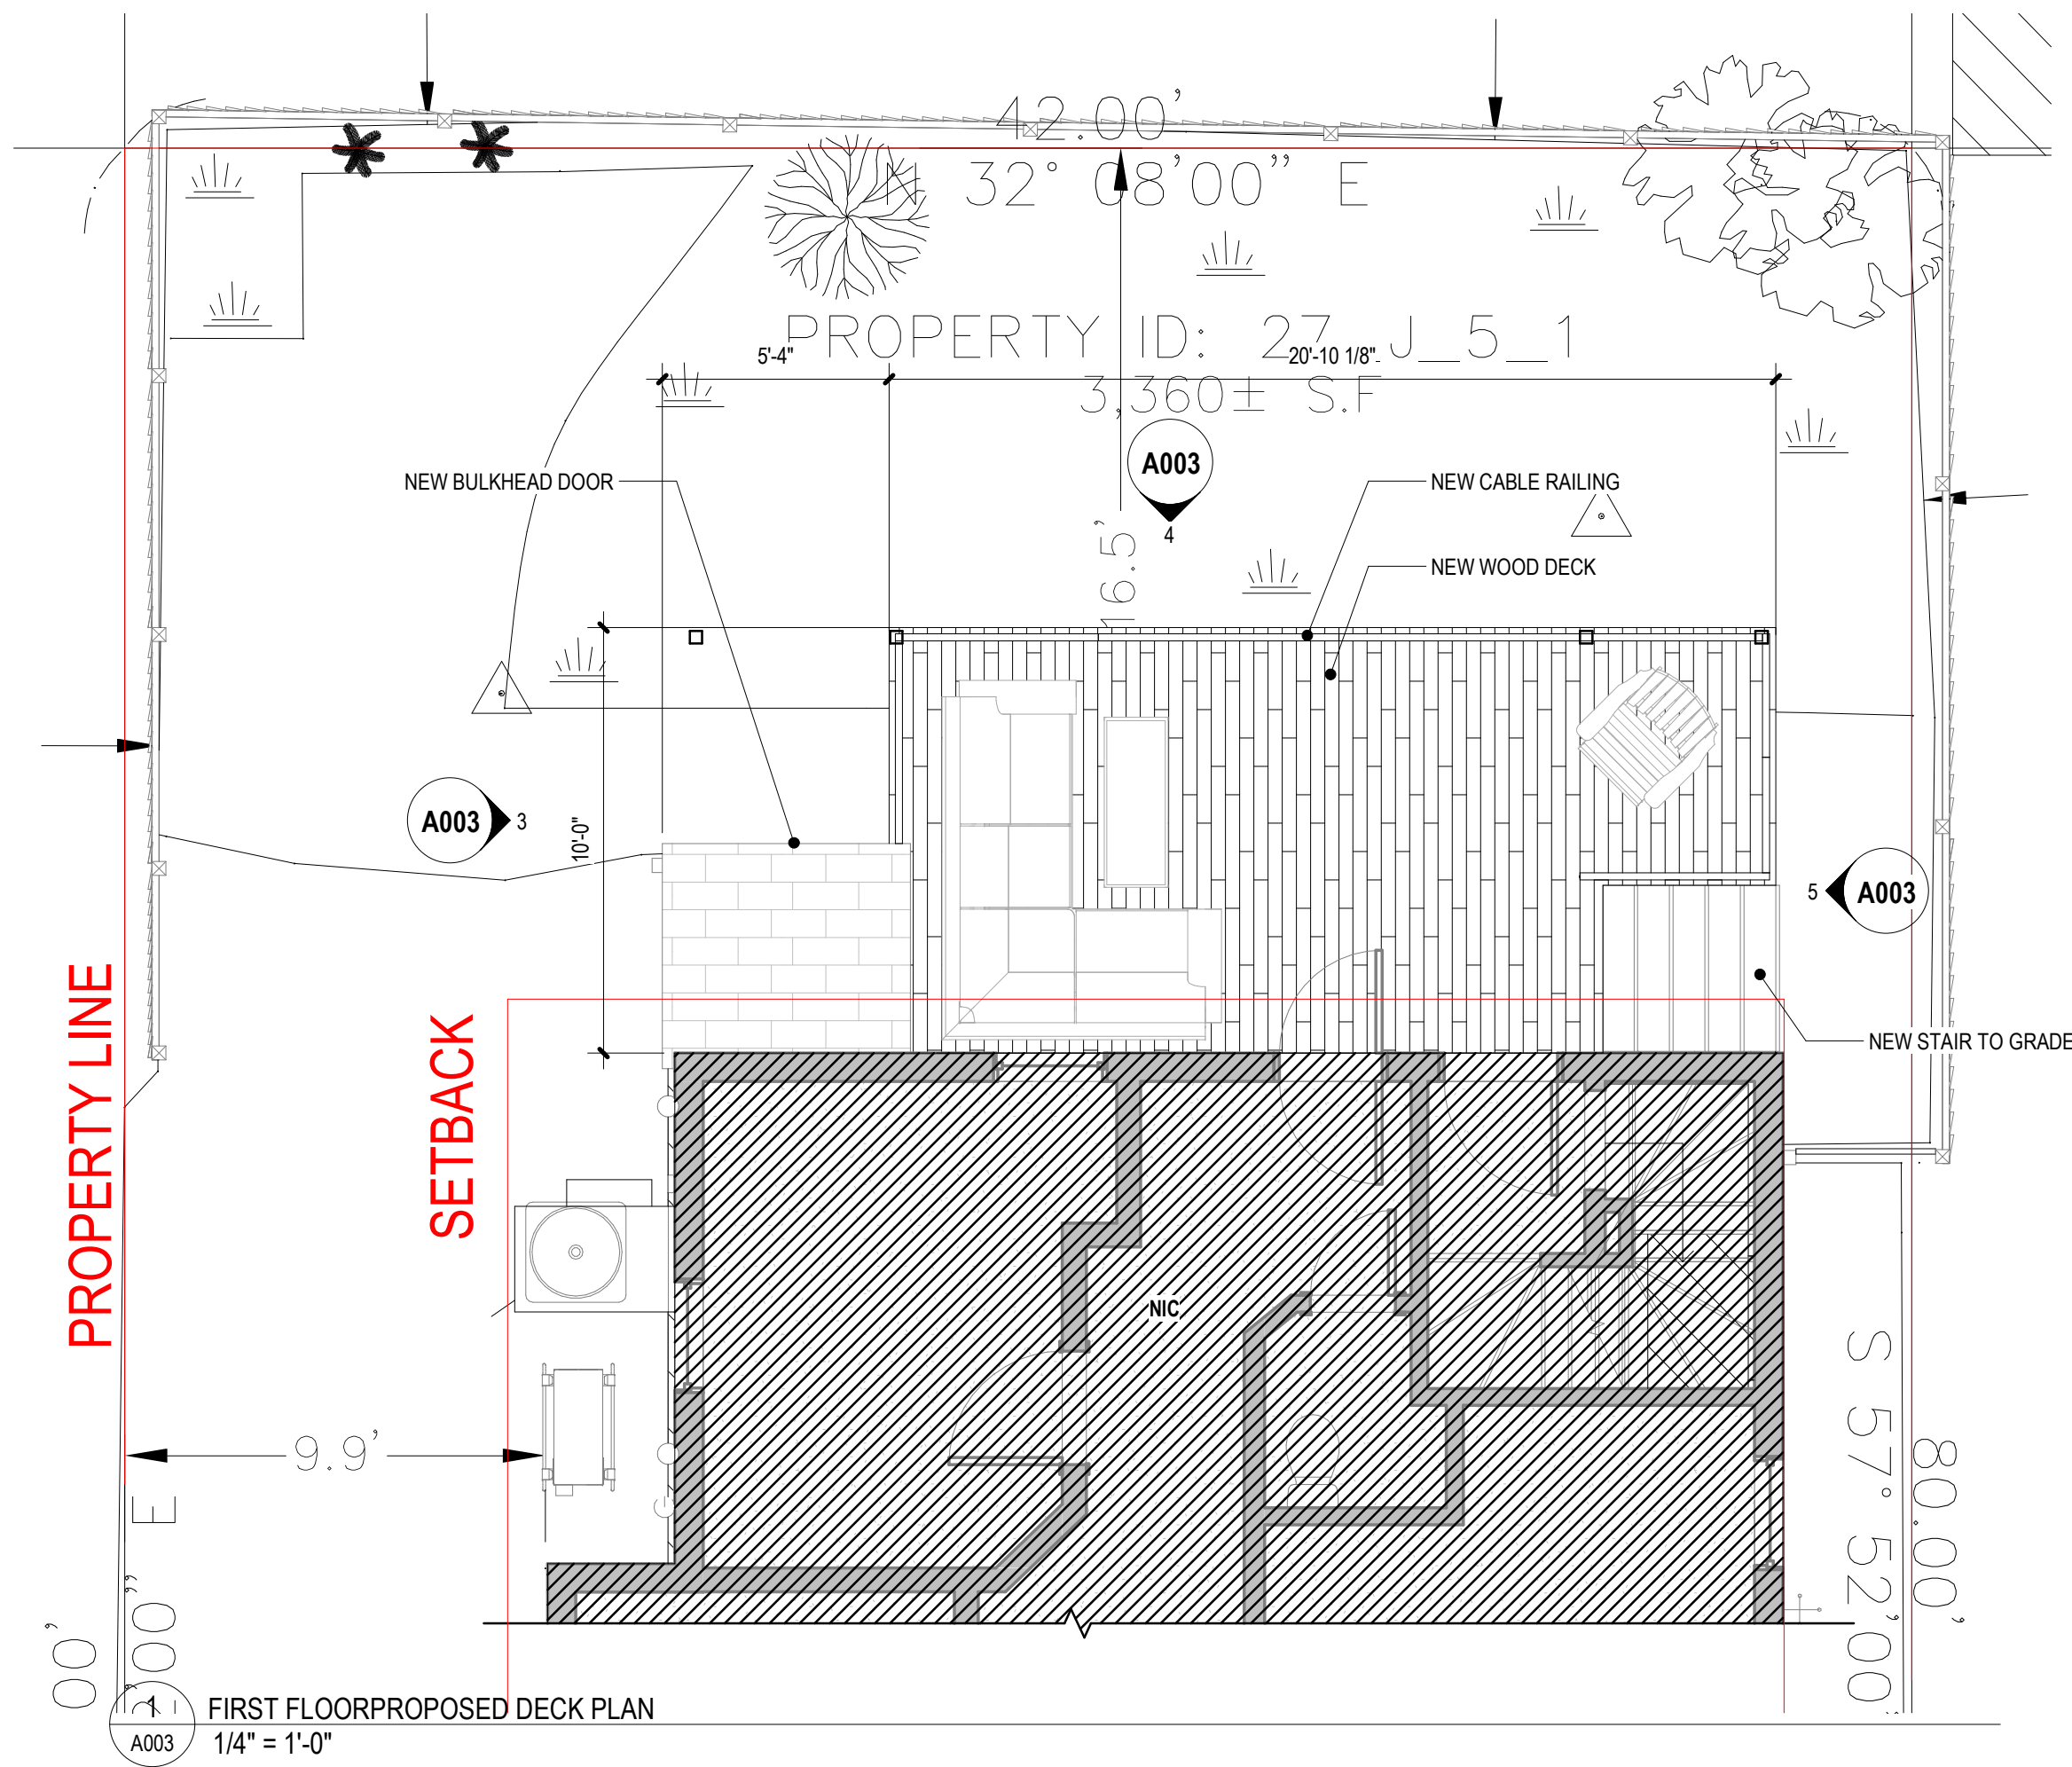 42.00’
N 32° 08’00” E
PROPERTY ID: 27__J__5__1
3,360± S.F
5'-4"
20'-10 1/8"
A003
4
NEW BULKHEAD DOOR
NEW CABLE RAILING
NEW WOOD DECK
16.5’
A003
3
10'-0"
5
A003
NEW STAIR TO GRADE
PROPERTY LINE
SETBACK
NIC
9.9’
E
00”
00’
S 57° 52’00”
80.00’
1
A003
FIRST FLOORPROPOSED DECK PLAN
1/4" = 1'-0"